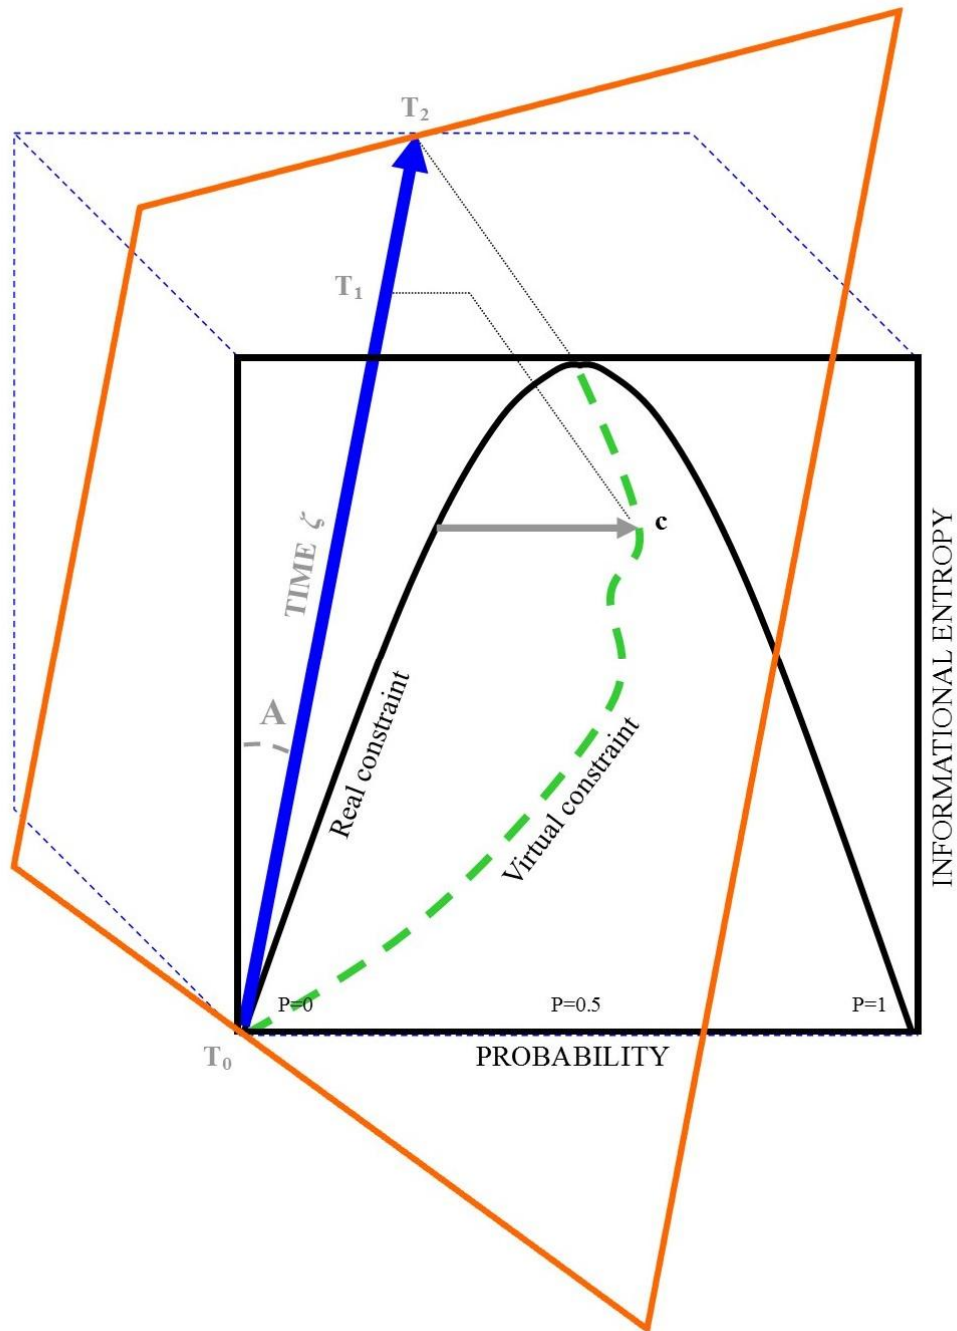 T₂
T₁
TIME ζ
c
A
Real constraint
Virtual constraint
INFORMATIONAL ENTROPY
P=0
P=0.5
P=1
T₀
PROBABILITY